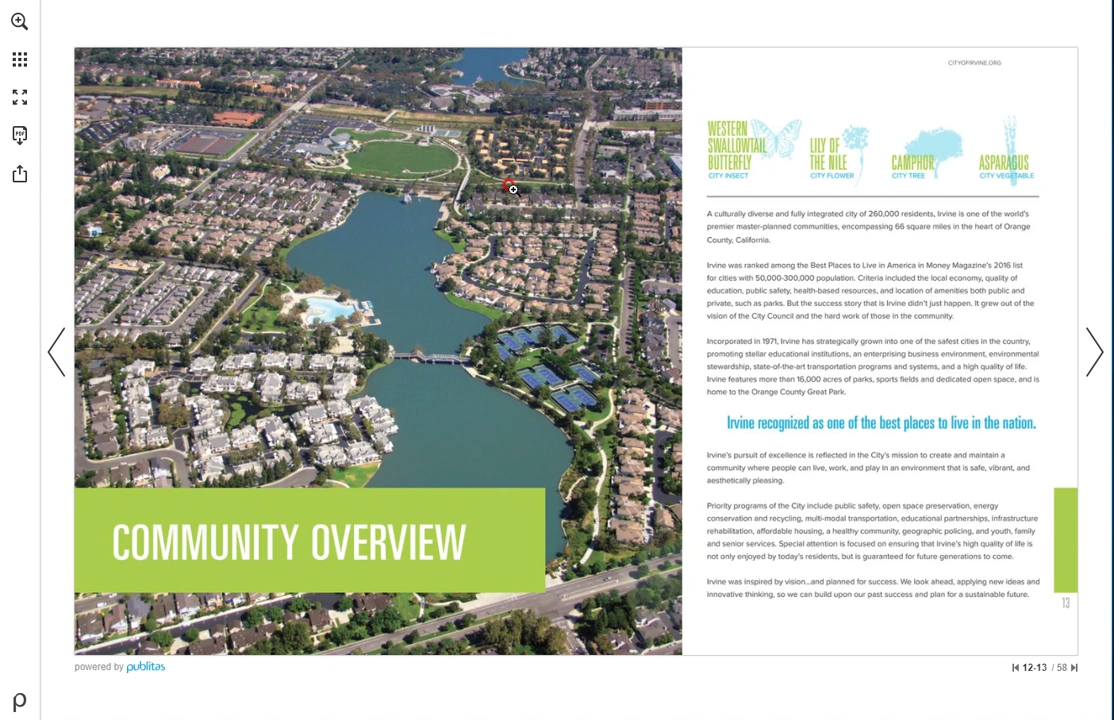 CITYOFIRVINE.ORG
WESTERN
SWALLOWTAIL
BUTTERFLY
CITY INSECT
LILY OF
THE NILE
CITY FLOWER
CAMPHOR
CITY TREE
ASPARAGUS
CITY VEGETABLE
A culturally diverse and fully integrated city of 260,000 residents, Irvine is one of the world's
premier master-planned communities, encompassing 66 square miles in the heart of Orange
County, California.
Irvine was ranked among the Best Places to Live in America in Money Magazine's 2016 list
for cities with 50,000-300,000 population. Criteria included the local economy, quality of
education, public safety, health-based resources, and location of amenities both public and
private, such as parks. But the success story that is Irvine didn't just happen. It grew out of the
vision of the City Council and the hard work of those in the community.
Incorporated in 1971, Irvine has strategically grown into one of the safest cities in the country,
promoting stellar educational institutions, an enterprising business environment, environmental
stewardship, state-of-the-art transportation programs and systems, and a high quality of life.
Irvine features more than 16,000 acres of parks, sports fields and dedicated open space, and is
home to the Orange County Great Park.
Irvine recognized as one of the best places to live in the nation.
Irvine's pursuit of excellence is reflected in the City's mission to create and maintain a
community where people can live, work, and play in an environment that is safe, vibrant, and
aesthetically pleasing.
Priority programs of the City include public safety, open space preservation, energy
conservation and recycling, multi-modal transportation, educational partnerships, infrastructure
rehabilitation, affordable housing, a healthy community, geographic policing, and youth, family
and senior services. Special attention is focused on ensuring that Irvine's high quality of life is
not only enjoyed by today's residents, but is guaranteed for future generations to come.
Irvine was inspired by vision...and planned for success. We look ahead, applying new ideas and
innovative thinking, so we can build upon our past success and plan for a sustainable future.
COMMUNITY OVERVIEW
13
powered by publitas
12-13 / 58
PDF